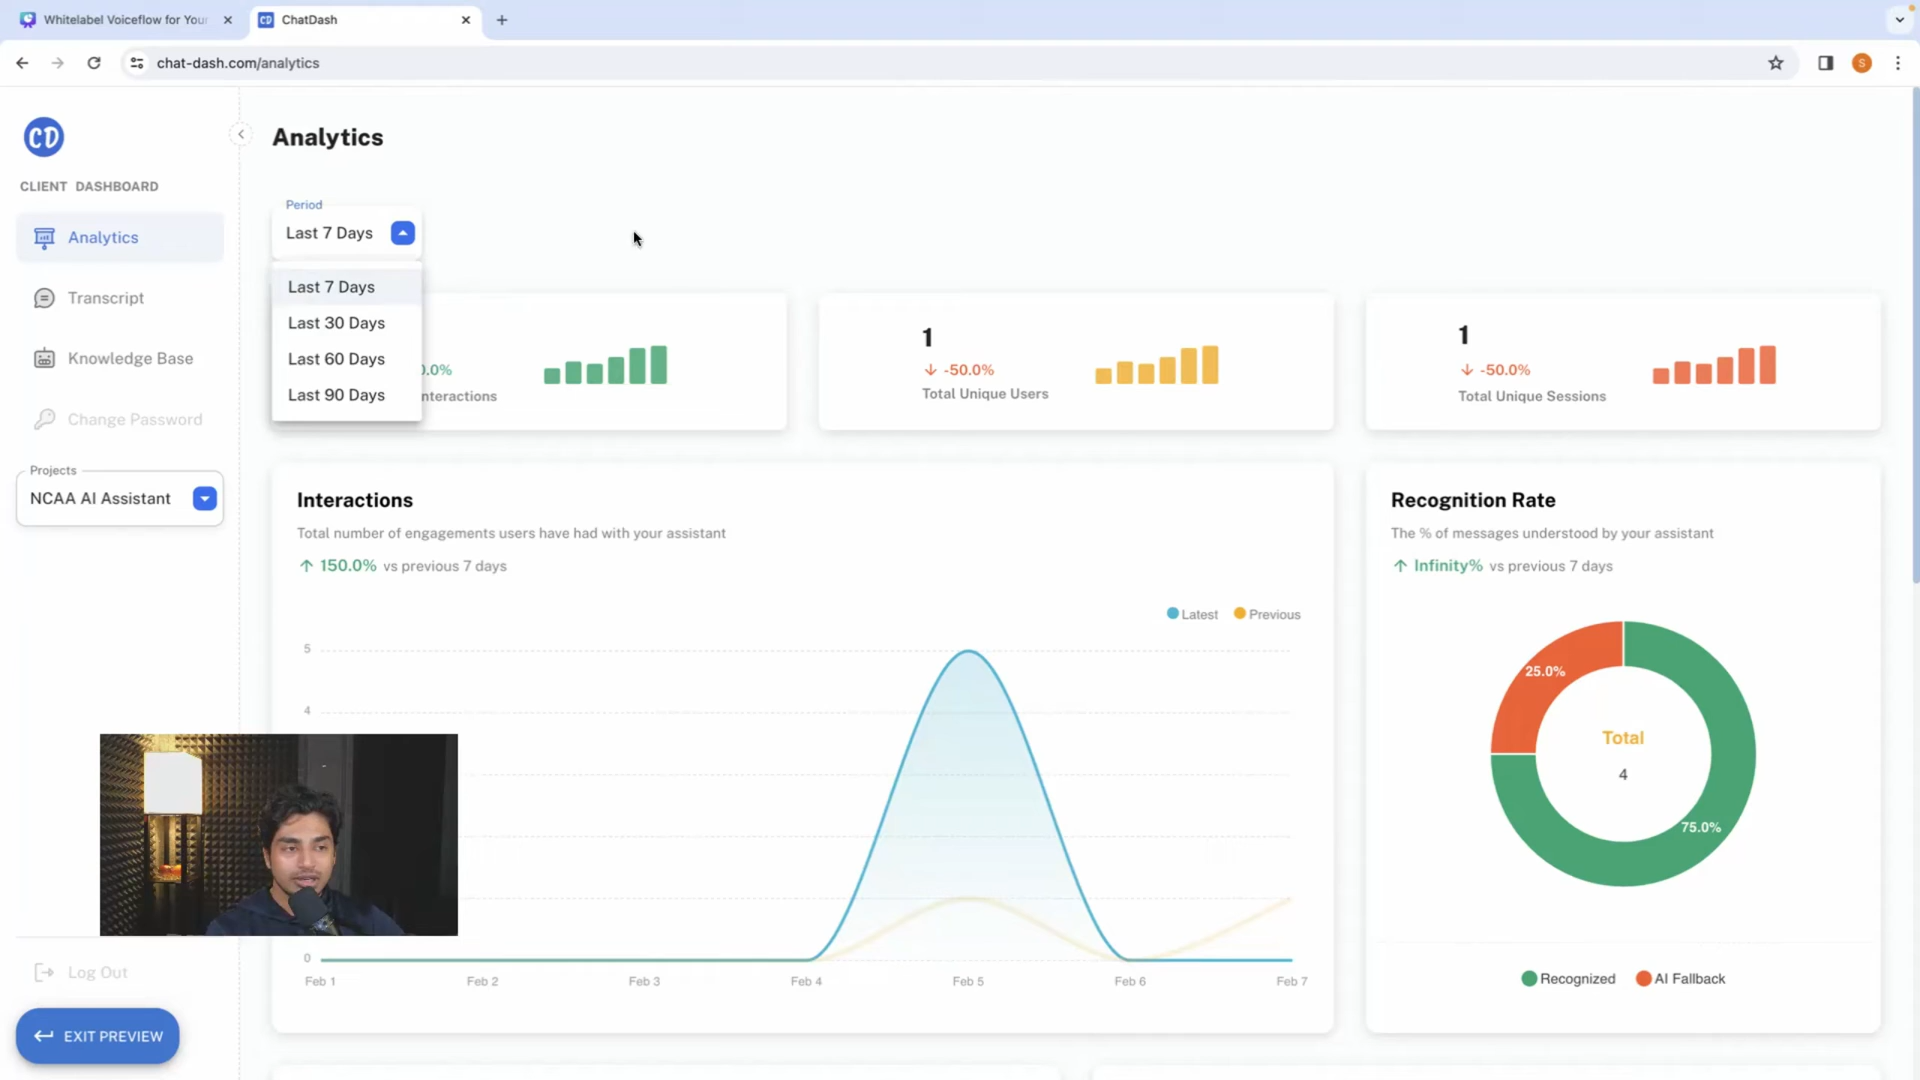 Whitelabel Voiceflow for Your
CD ChatDash
chat-dash.com/analytics
S
CD
CLIENT DASHBOARD
Analytics
Transcript
Knowledge Base
Change Password
Projects
NCAA AI Assistant
Log Out
EXIT PREVIEW
Analytics
Period
Last 7 Days
Last 7 Days
Last 30 Days
Last 60 Days
Last 90 Days
0.0%
nteractions
1
-50.0%
Total Unique Users
1
-50.0%
Total Unique Sessions
Interactions
Total number of engagements users have had with your assistant
150.0% vs previous 7 days
Latest Previous
5
4
0
Feb 1 Feb 2 Feb 3 Feb 4 Feb 5 Feb 6 Feb 7
Recognition Rate
The % of messages understood by your assistant
Infinity% vs previous 7 days
25.0%
Total
4
75.0%
Recognized AI Fallback